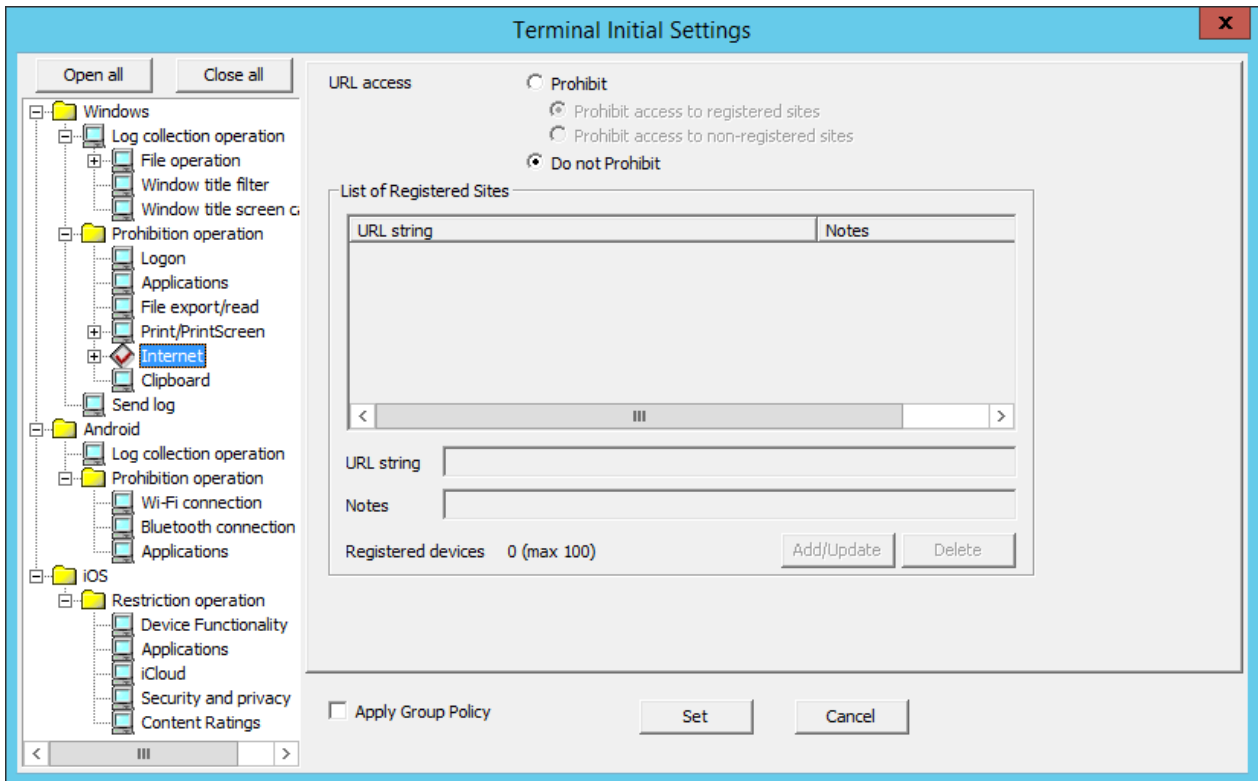 Terminal Initial Settings
x
Open all
Close all
Windows
Log collection operation
File operation
Window title filter
Window title screen ca
Prohibition operation
Logon
Applications
File export/read
Print/PrintScreen
Internet
Clipboard
Send log
Android
Log collection operation
Prohibition operation
Wi-Fi connection
Bluetooth connection
Applications
iOS
Restriction operation
Device Functionality
Applications
iCloud
Security and privacy
Content Ratings
URL access
Prohibit
Prohibit access to registered sites
Prohibit access to non-registered sites
Do not Prohibit
List of Registered Sites
URL string Notes
URL string
Notes
Registered devices 0 (max 100)
Add/Update
Delete
Apply Group Policy
Set
Cancel